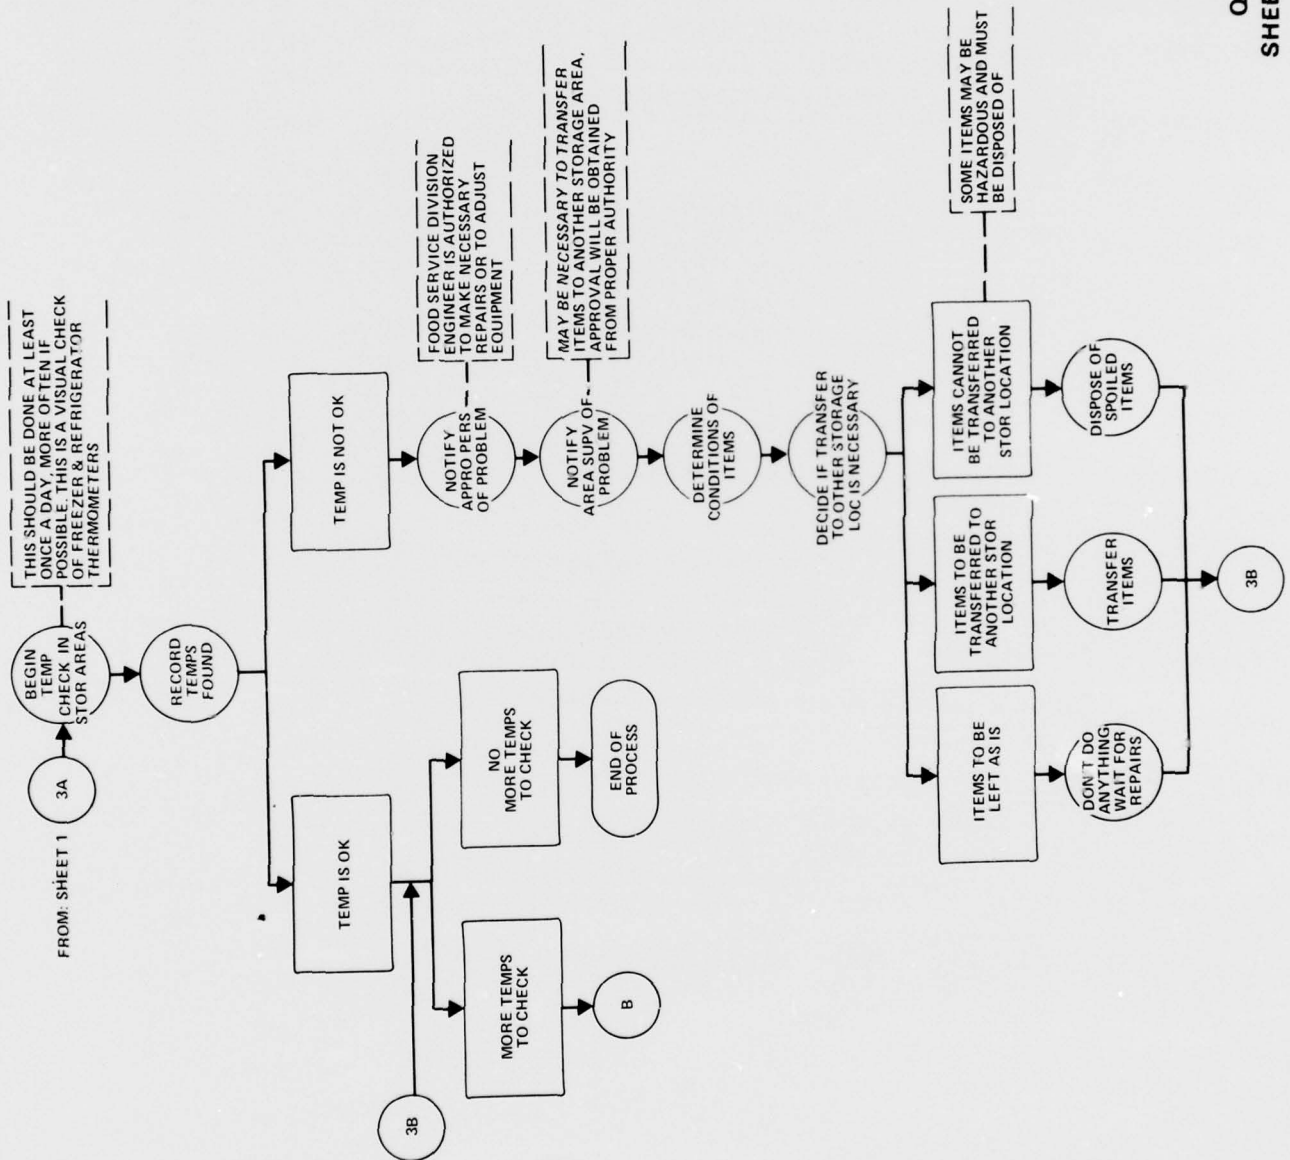 FROM: SHEET 1
3A
BEGIN
TEMP
CHECK IN
STOR AREAS
THIS SHOULD BE DONE AT LEAST
ONCE A DAY, MORE OFTEN IF
POSSIBLE. THIS IS A VISUAL CHECK
OF FREEZER & REFRIGERATOR
THERMOMETERS
RECORD
TEMPS
FOUND
TEMP IS OK
TEMP IS NOT OK
3B
MORE TEMPS
TO CHECK
NO
MORE TEMPS
TO CHECK
B
END OF
PROCESS
NOTIFY
APPRO PERS
OF PROBLEM
FOOD SERVICE DIVISION
ENGINEER IS AUTHORIZED
TO MAKE NECESSARY
REPAIRS OR TO ADJUST
EQUIPMENT
NOTIFY
AREA SUPV OF
PROBLEM
MAY BE NECESSARY TO TRANSFER
ITEMS TO ANOTHER STORAGE AREA,
APPROVAL WILL BE OBTAINED
FROM PROPER AUTHORITY
DETERMINE
CONDITIONS OF
ITEMS
DECIDE IF TRANSFER
TO OTHER STORAGE
LOC IS NECESSARY
ITEMS TO BE
LEFT AS IS
ITEMS TO BE
TRANSFERRED TO
ANOTHER STOR
LOCATION
ITEMS CANNOT
BE TRANSFERRED
TO ANOTHER
STOR LOCATION
SOME ITEMS MAY BE
HAZARDOUS AND MUST
BE DISPOSED OF
DON'T DO
ANYTHING
WAIT FOR
REPAIRS
TRANSFER
ITEMS
DISPOSE OF
SPOILED
ITEMS
3B